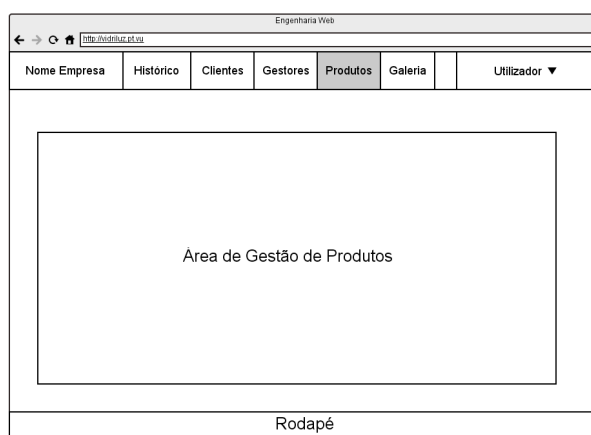 Engenharia Web
http://vidriluz.pt.vu
Nome Empresa Histórico Clientes Gestores Produtos Galeria Utilizador ▼
Área de Gestão de Produtos
Rodapé